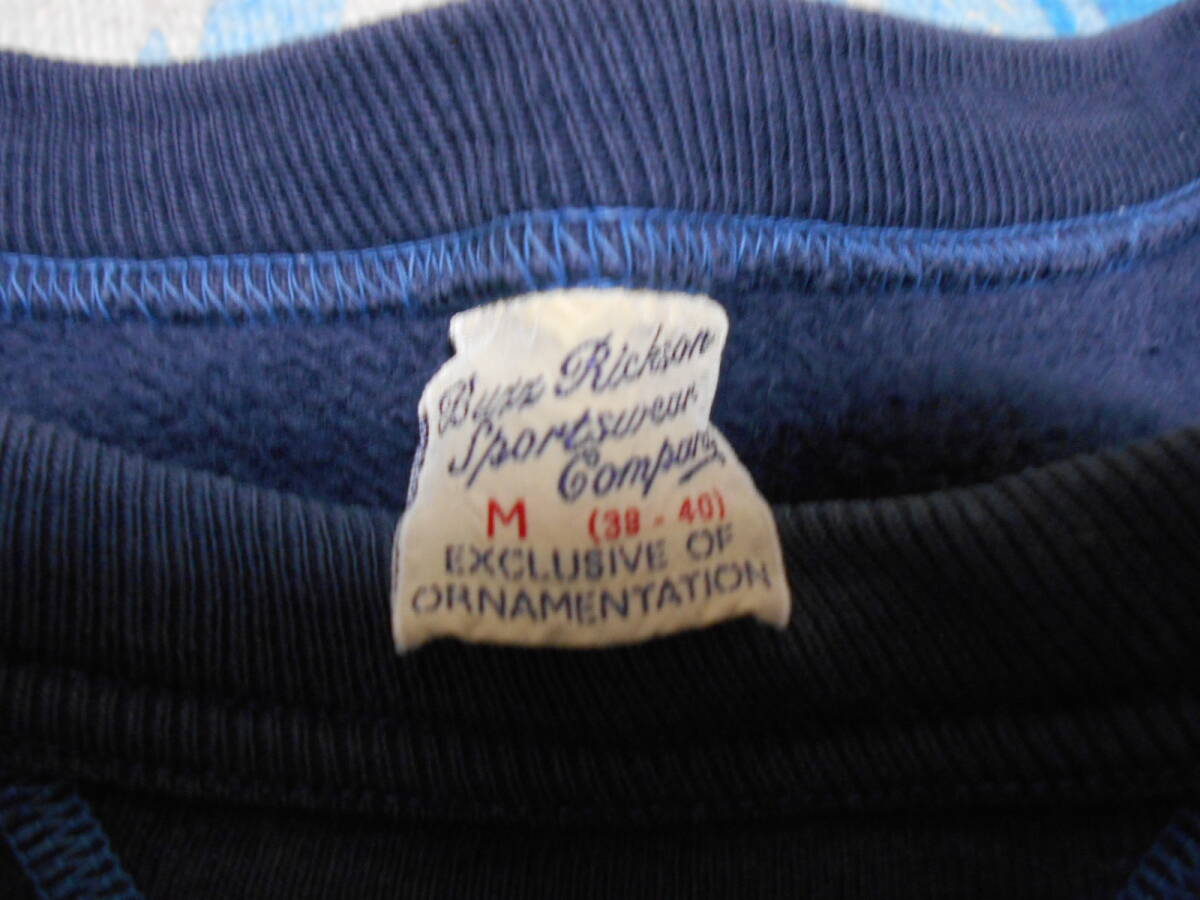 Buzz Rickson
Sportswear
Company
M (38 - 40)
EXCLUSIVE OF
ORNAMENTATION